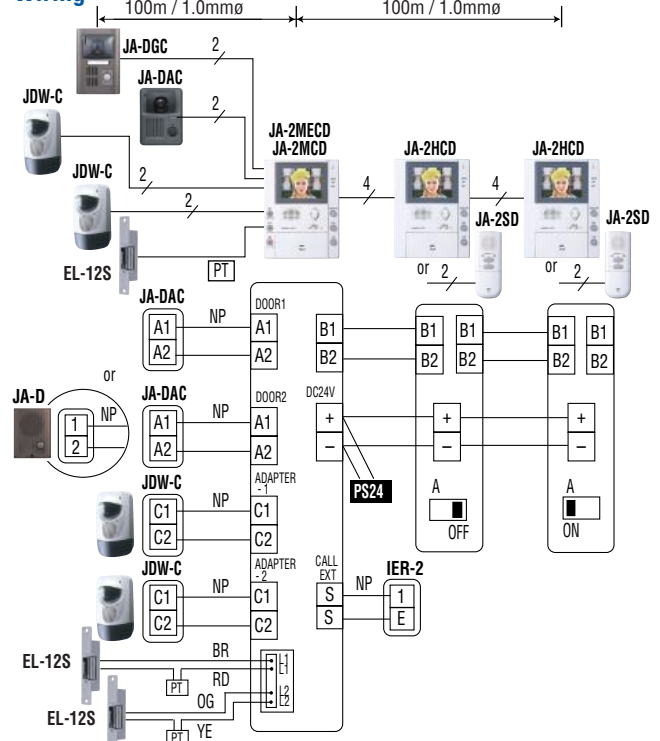 Wiring
100m / 1.0mmø 100m / 1.0mmø
JA-DGC 2
JA-DAC
2
JDW-C
JA-2MECD
JA-2MCD
JA-2HCD
JA-2HCD
2
4
4
JDW-C
2
JA-2SD
JA-2SD
EL-12S
PT
or 2
or 2
JA-DAC
A1 NP
A2
DOOR1
A1
A2
B1
B2
B1 B1
B2 B2
B1 B1
B2 B2
or
JA-D
1 NP
2
JA-DAC
A1 NP
A2
DOOR2
A1
A2
DC24V
+
–
+
–
+
–
PS24
JDW-C
C1 NP
C2
ADAPTER
- 1
C1
C2
A
OFF
A
ON
JDW-C
C1 NP
C2
ADAPTER
- 2
C1
C2
CALL
EXT
S NP
S
IER-2
1
E
EL-12S
BR
PT
RD
L1
L1
EL-12S
OG
PT
YE
L2
L2